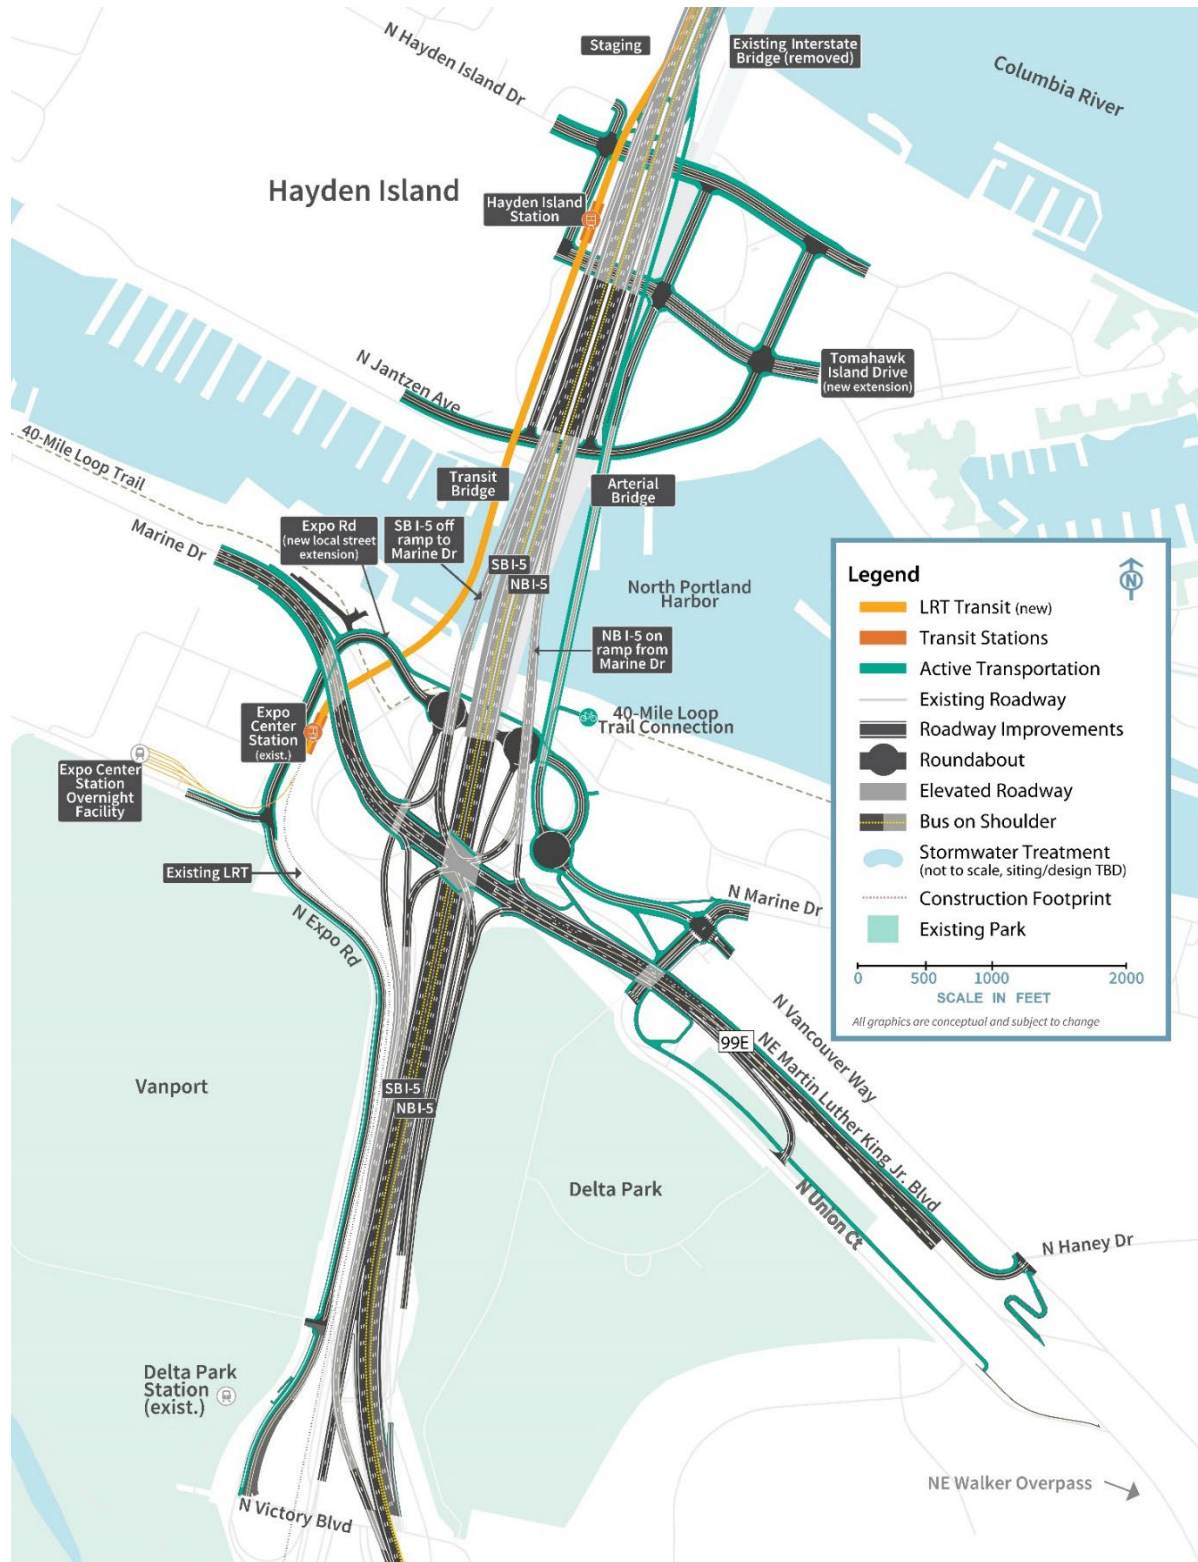 N Hayden Island Dr
Staging
Existing Interstate
Bridge (removed)
Columbia River
Hayden Island
Hayden Island
Station
N Jantzen Ave
Tomahawk
Island Drive
(new extension)
40-Mile Loop
Trail
Transit
Bridge
Arterial
Bridge
Marine Dr
Expo Rd
(new local street
extension)
SB I-5 off
ramp to
Marine Dr
SB I-5
NB I-5
North Portland
Harbor
NB I-5 on
ramp from
Marine Dr
Expo
Center
Station
(exist.)
40-Mile Loop
Trail Connection
Expo Center
Station
Overnight
Facility
Existing LRT
N Expo Rd
N Marine Dr
N Vancouver Way
99E
NE Martin Luther King Jr. Blvd
Vanport
SB I-5
NB I-5
Delta Park
N Union Ct
N Haney Dr
Delta Park
Station
(exist.)
N Victory Blvd
NE Walker Overpass
Legend
N
LRT Transit (new)
Transit Stations
Active Transportation
Existing Roadway
Roadway Improvements
Roundabout
Elevated Roadway
Bus on Shoulder
Stormwater Treatment
(not to scale, siting/design TBD)
Construction Footprint
Existing Park
0 500 1000 2000
SCALE IN FEET
All graphics are conceptual and subject to change